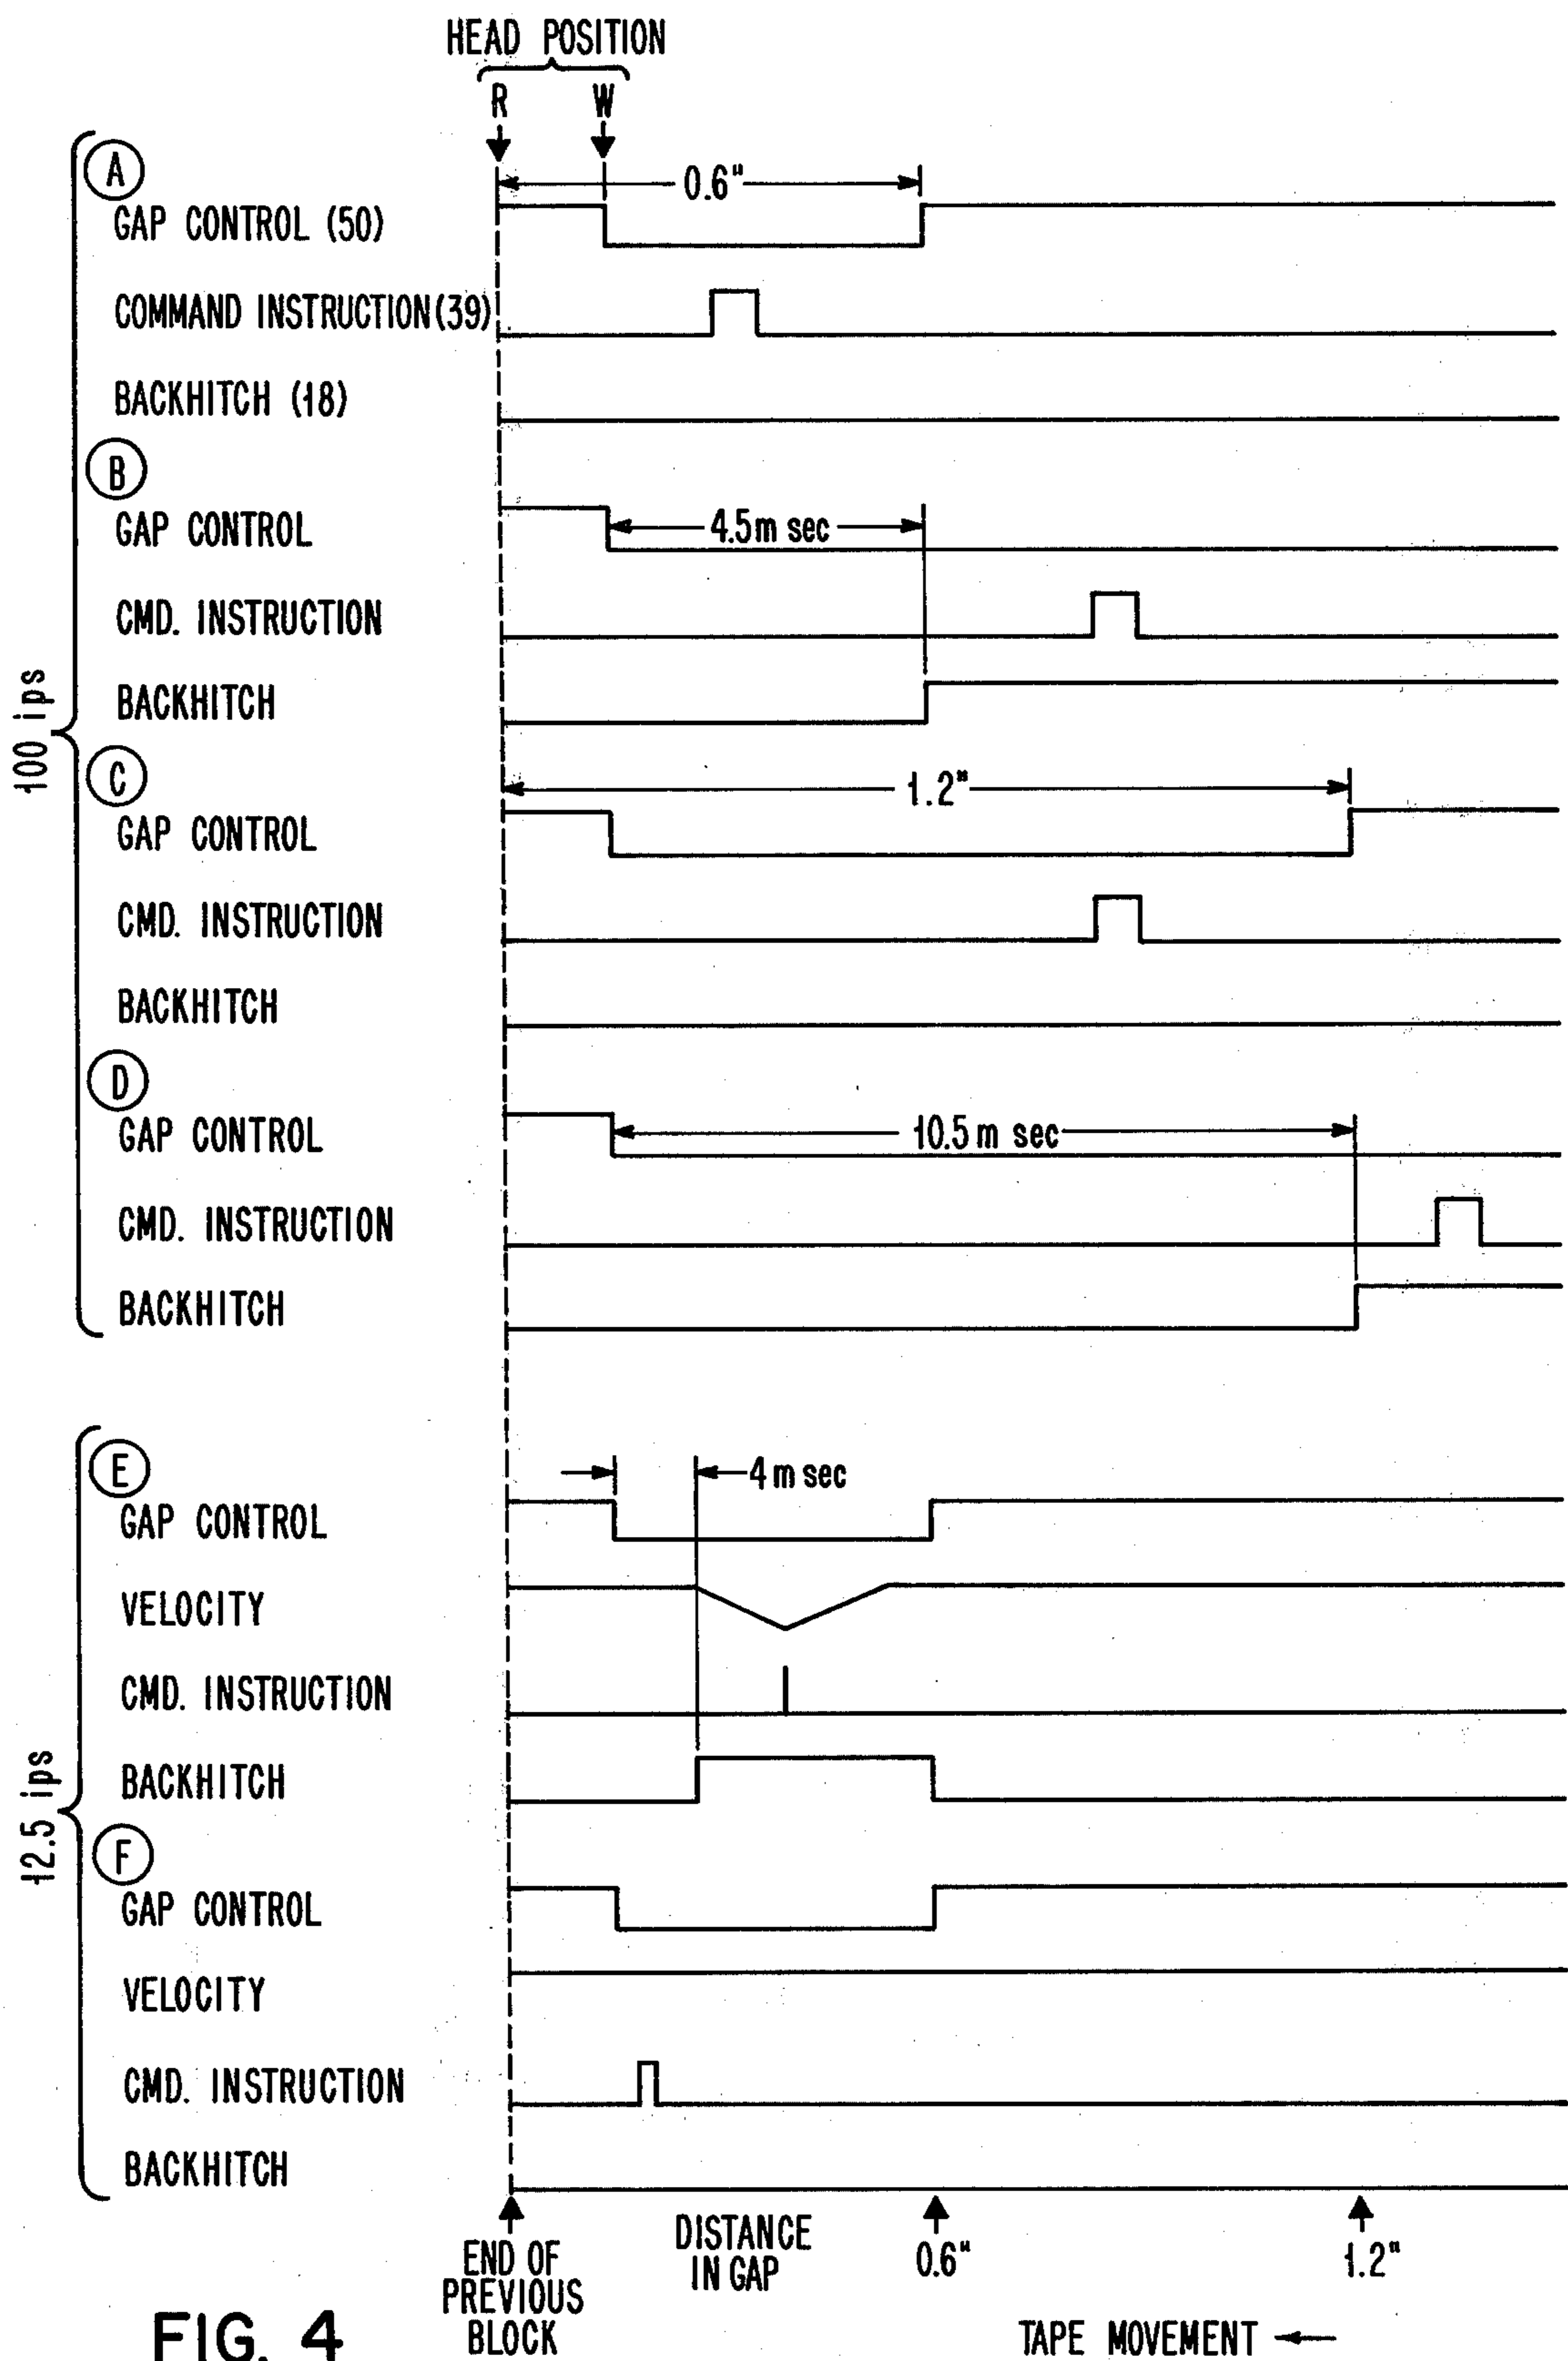 HEAD POSITION
R W
100 ips
A
0.6"
GAP CONTROL (50)
COMMAND INSTRUCTION (39)
BACKHITCH (18)
B
GAP CONTROL
4.5 m sec
CMD. INSTRUCTION
BACKHITCH
C
1.2"
GAP CONTROL
CMD. INSTRUCTION
BACKHITCH
D
GAP CONTROL
10.5 m sec
CMD. INSTRUCTION
BACKHITCH
12.5 ips
E
4 m sec
GAP CONTROL
VELOCITY
CMD. INSTRUCTION
BACKHITCH
F
GAP CONTROL
VELOCITY
CMD. INSTRUCTION
BACKHITCH
END OF
PREVIOUS
BLOCK
DISTANCE
IN GAP
0.6"
1.2"
FIG. 4
TAPE MOVEMENT